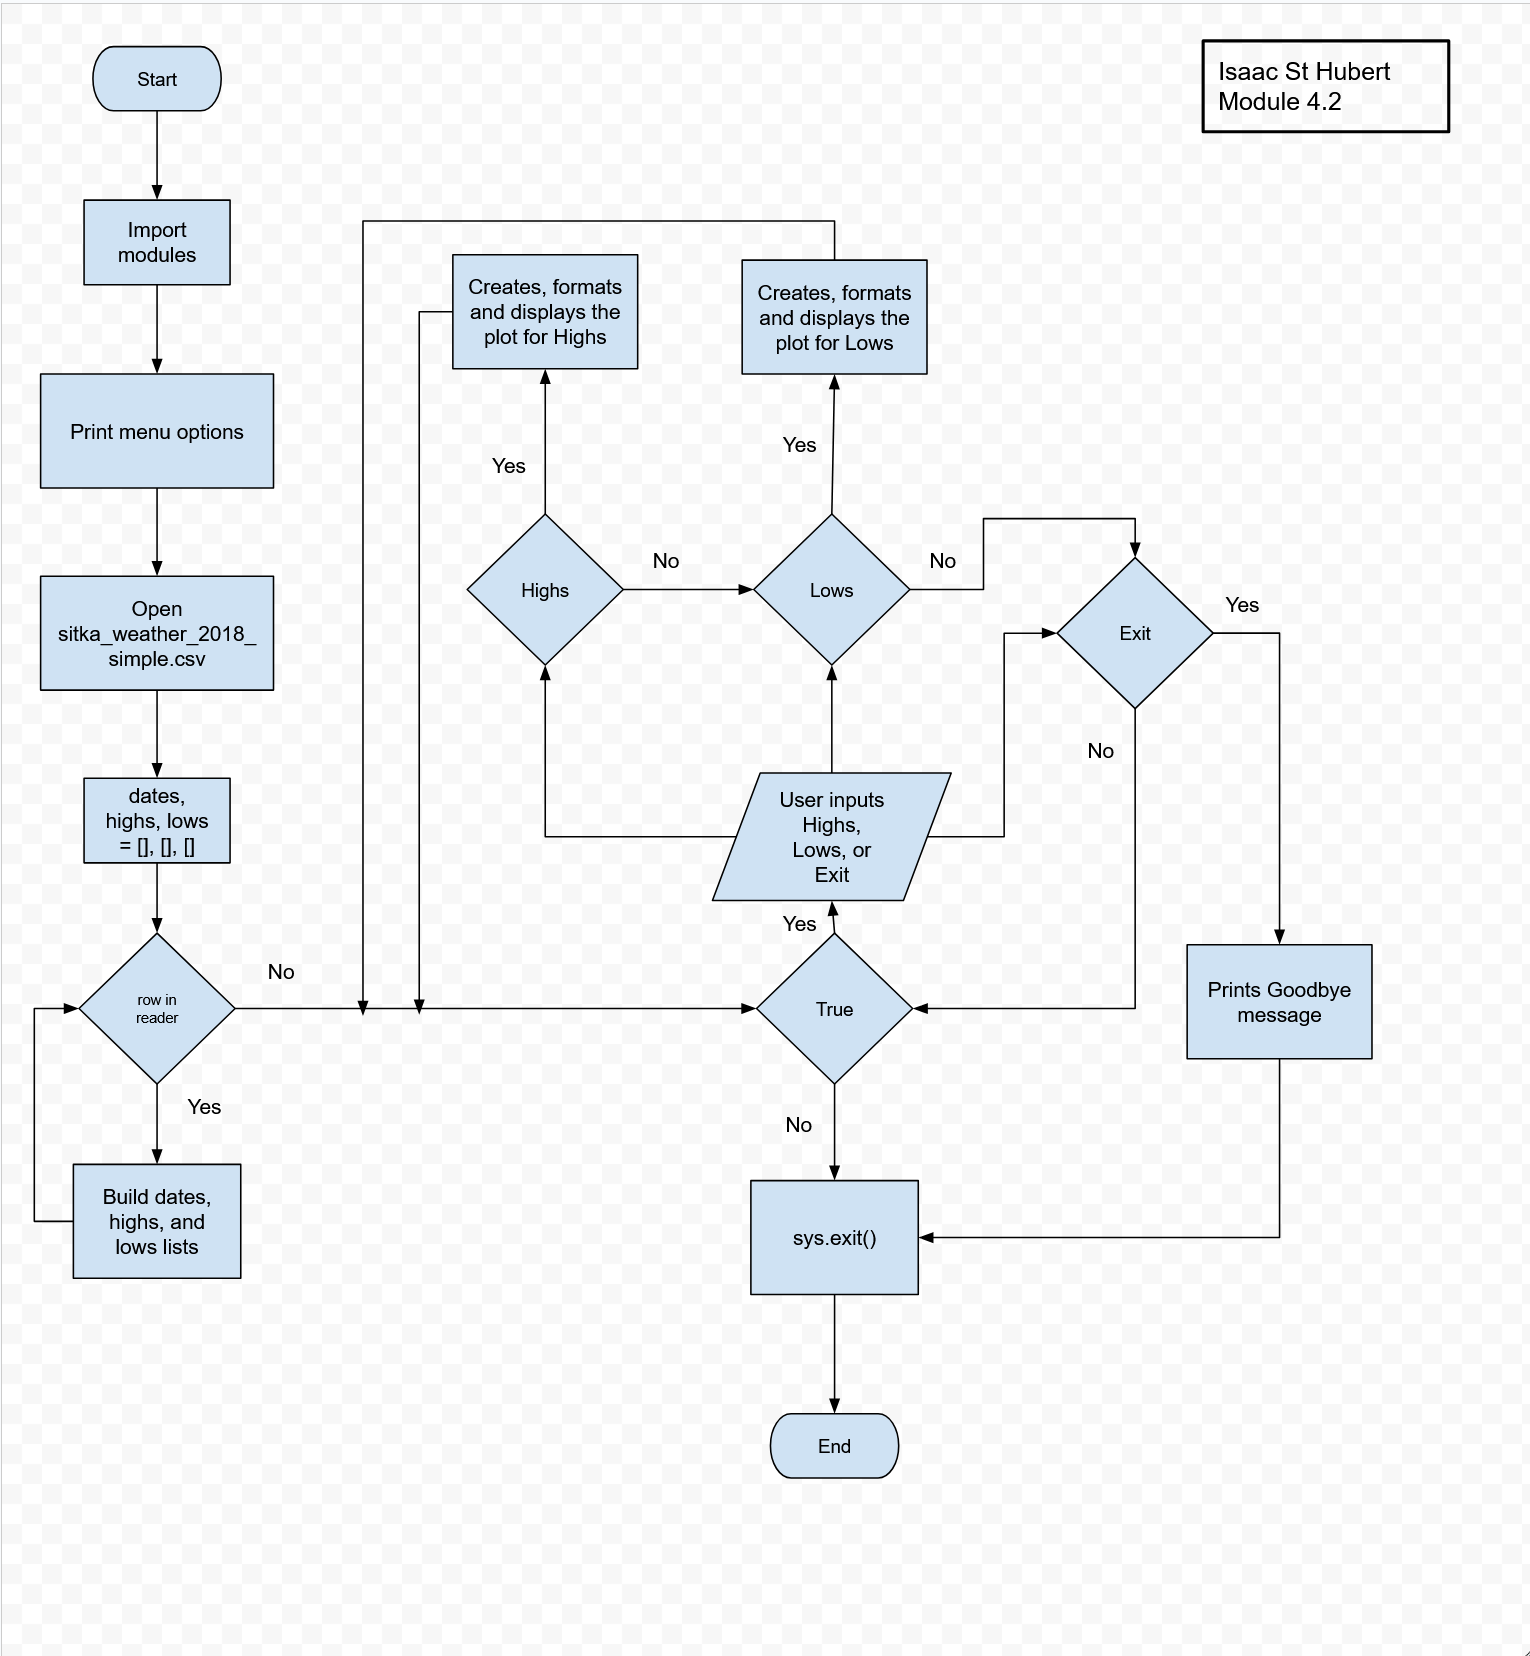 Start
Isaac St Hubert
Module 4.2
Import
modules
Print menu options
Open
sitka_weather_2018_
simple.csv
dates,
highs, lows
= [], [], []
row in
reader
No
Yes
Build dates,
highs, and
lows lists
Creates, formats
and displays the
plot for Highs
Yes
Highs
No
Creates, formats
and displays the
plot for Lows
Yes
Lows
No
Exit
Yes
No
User inputs
Highs,
Lows, or
Exit
Yes
True
No
Prints Goodbye
message
sys.exit()
End